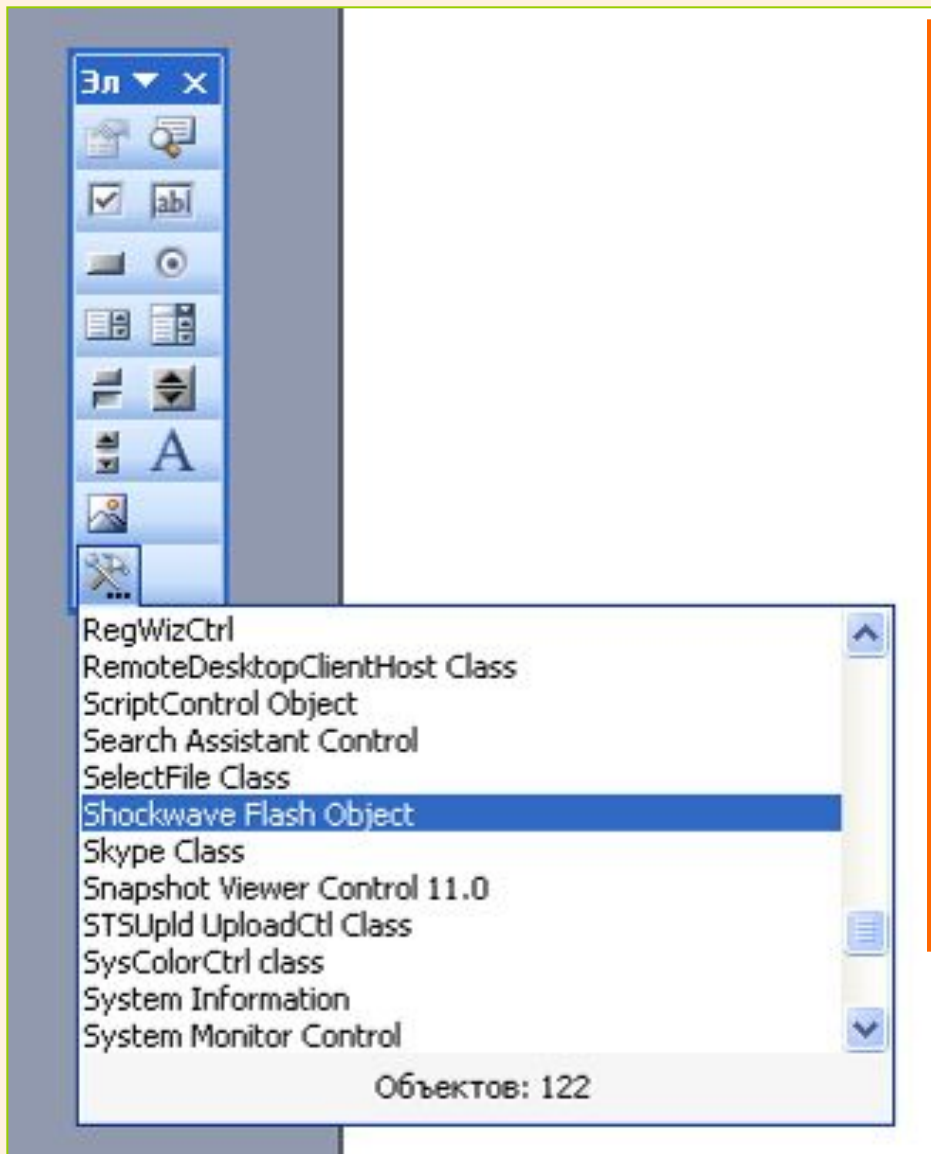 Эл
abl
A
RegWizCtrl
RemoteDesktopClientHost Class
ScriptControl Object
Search Assistant Control
SelectFile Class
Shockwave Flash Object
Skype Class
Snapshot Viewer Control 11.0
STSUpld UploadCtl Class
SysColorCtrl class
System Information
System Monitor Control
Объектов: 122